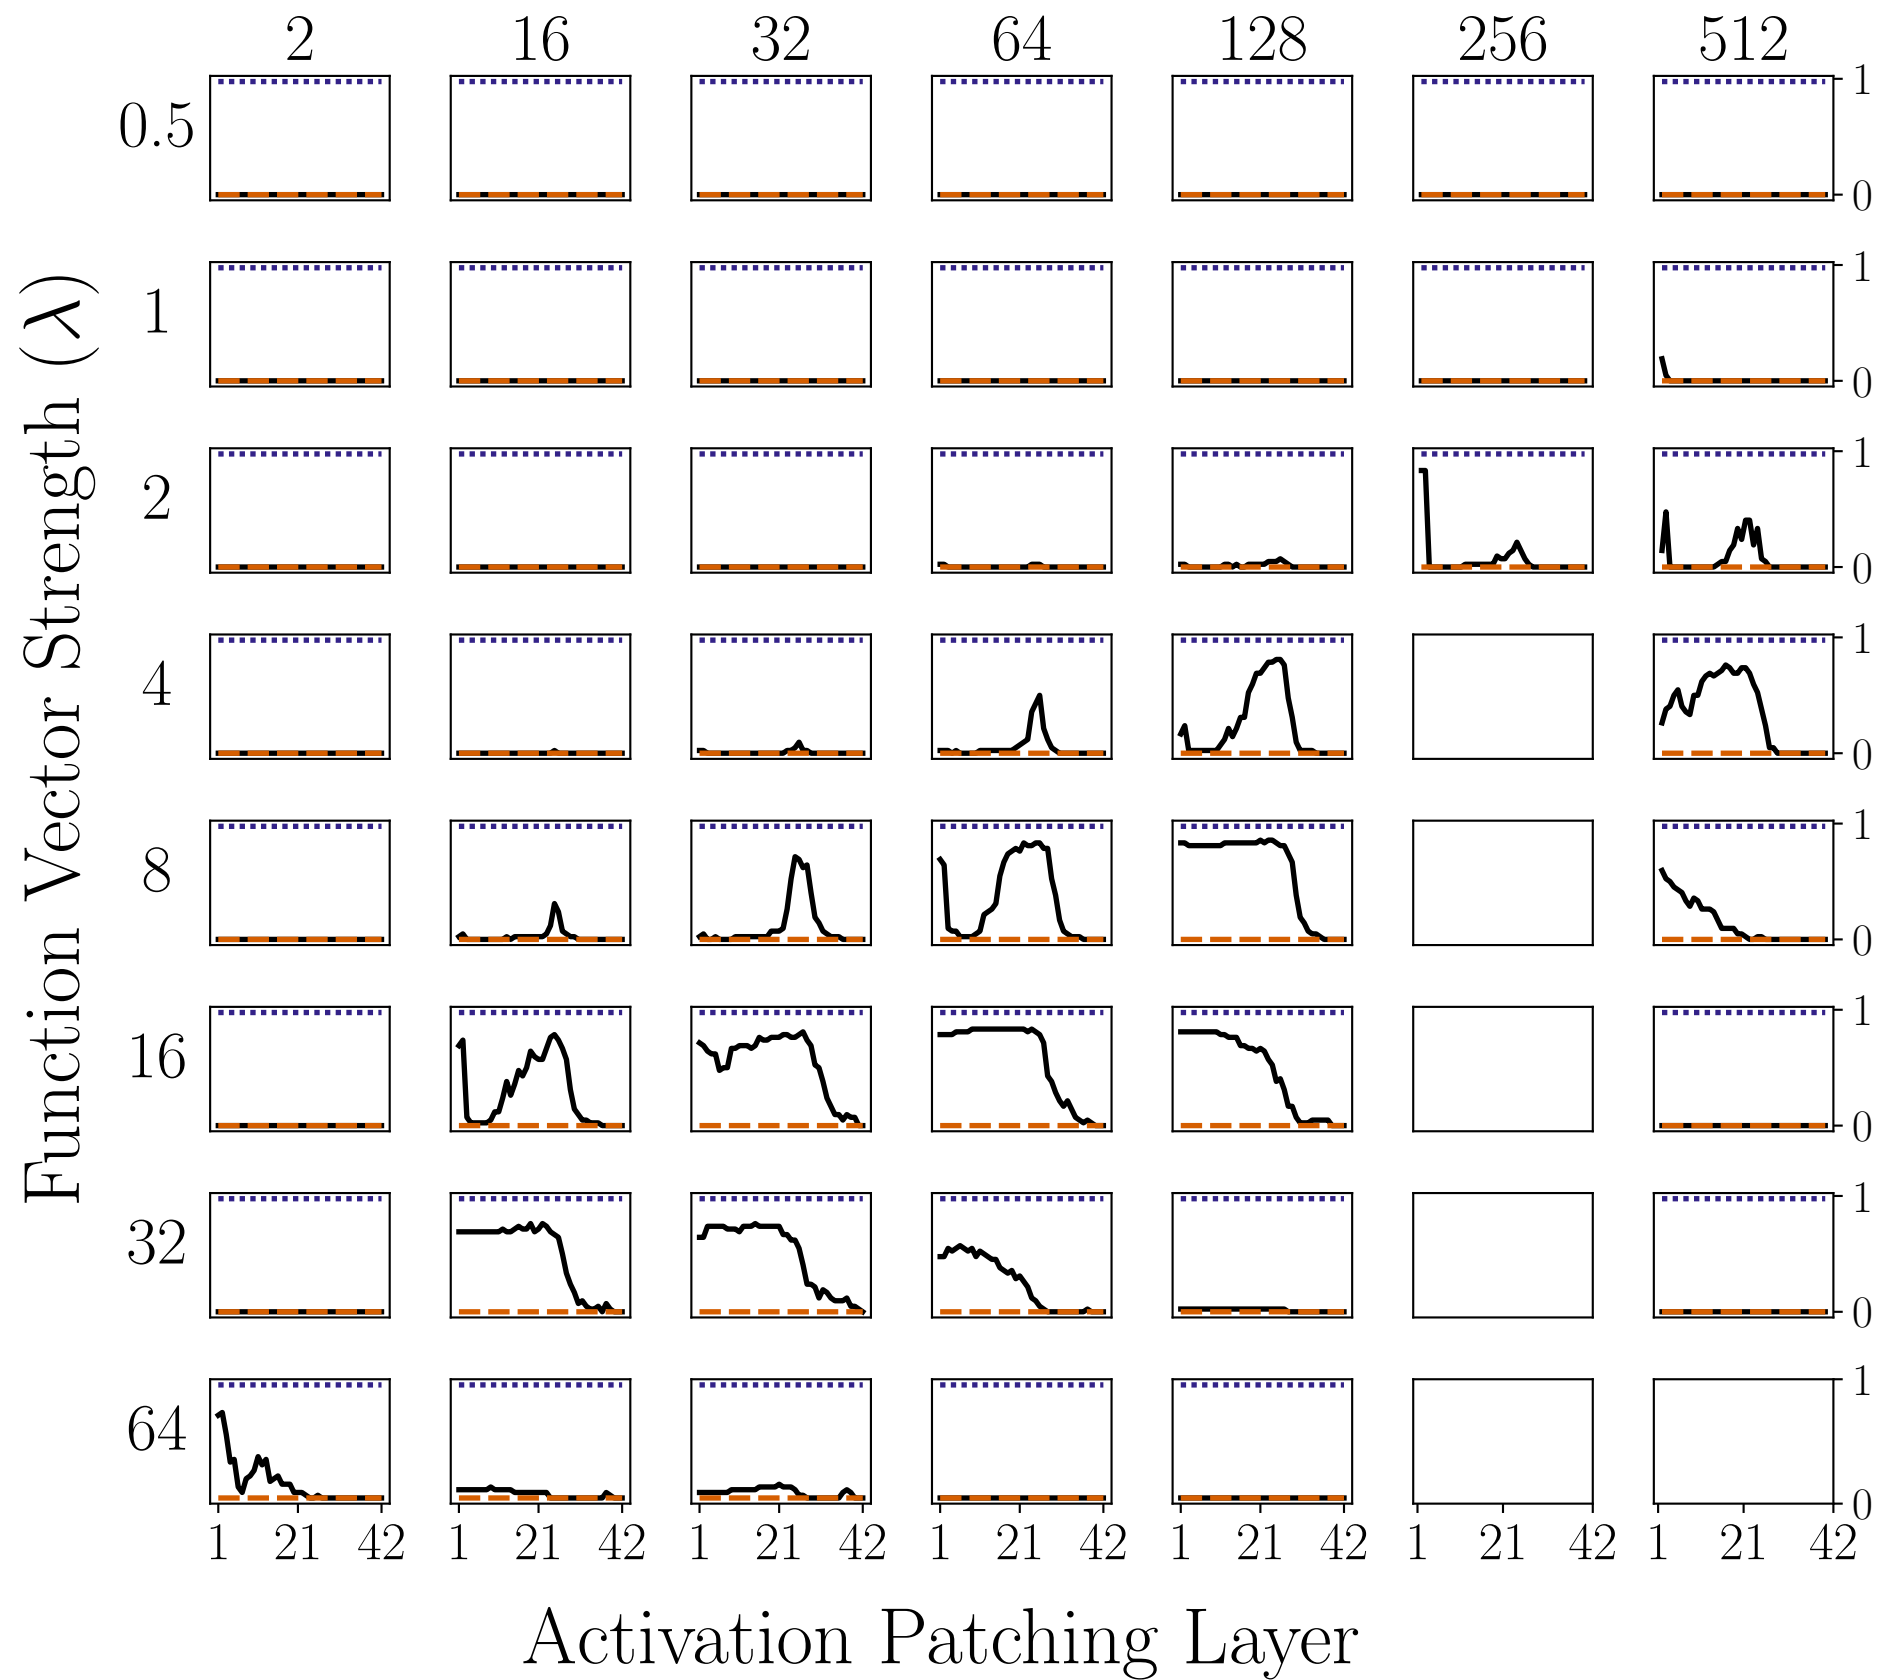 2 16 32 64 128 256 512
Function Vector Strength (λ)
0.5 1 0
1 1 0
2 1 0
4 1 0
8 1 0
16 1 0
32 1 0
64 1 0
1 21 42 1 21 42 1 21 42 1 21 42 1 21 42 1 21 42 1 21 42
Activation Patching Layer